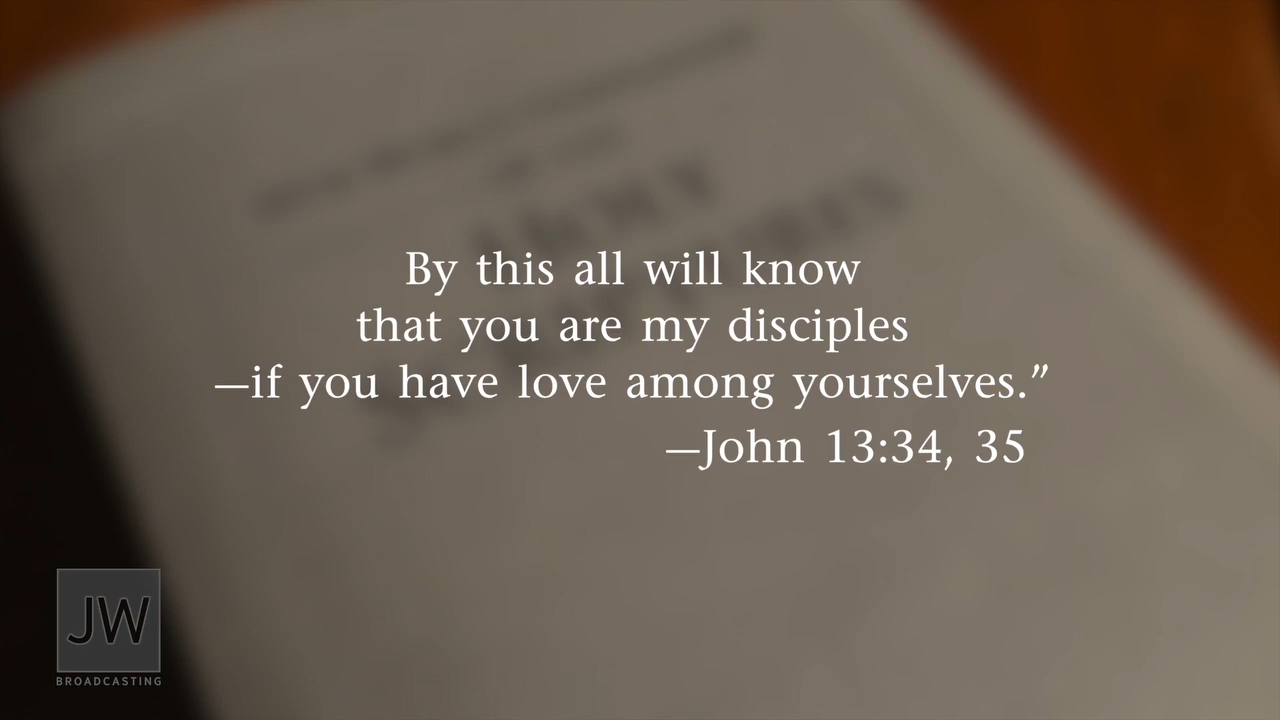 By this all will know
that you are my disciples
—if you have love among yourselves.”
—John 13:34, 35
JW
BROADCASTING